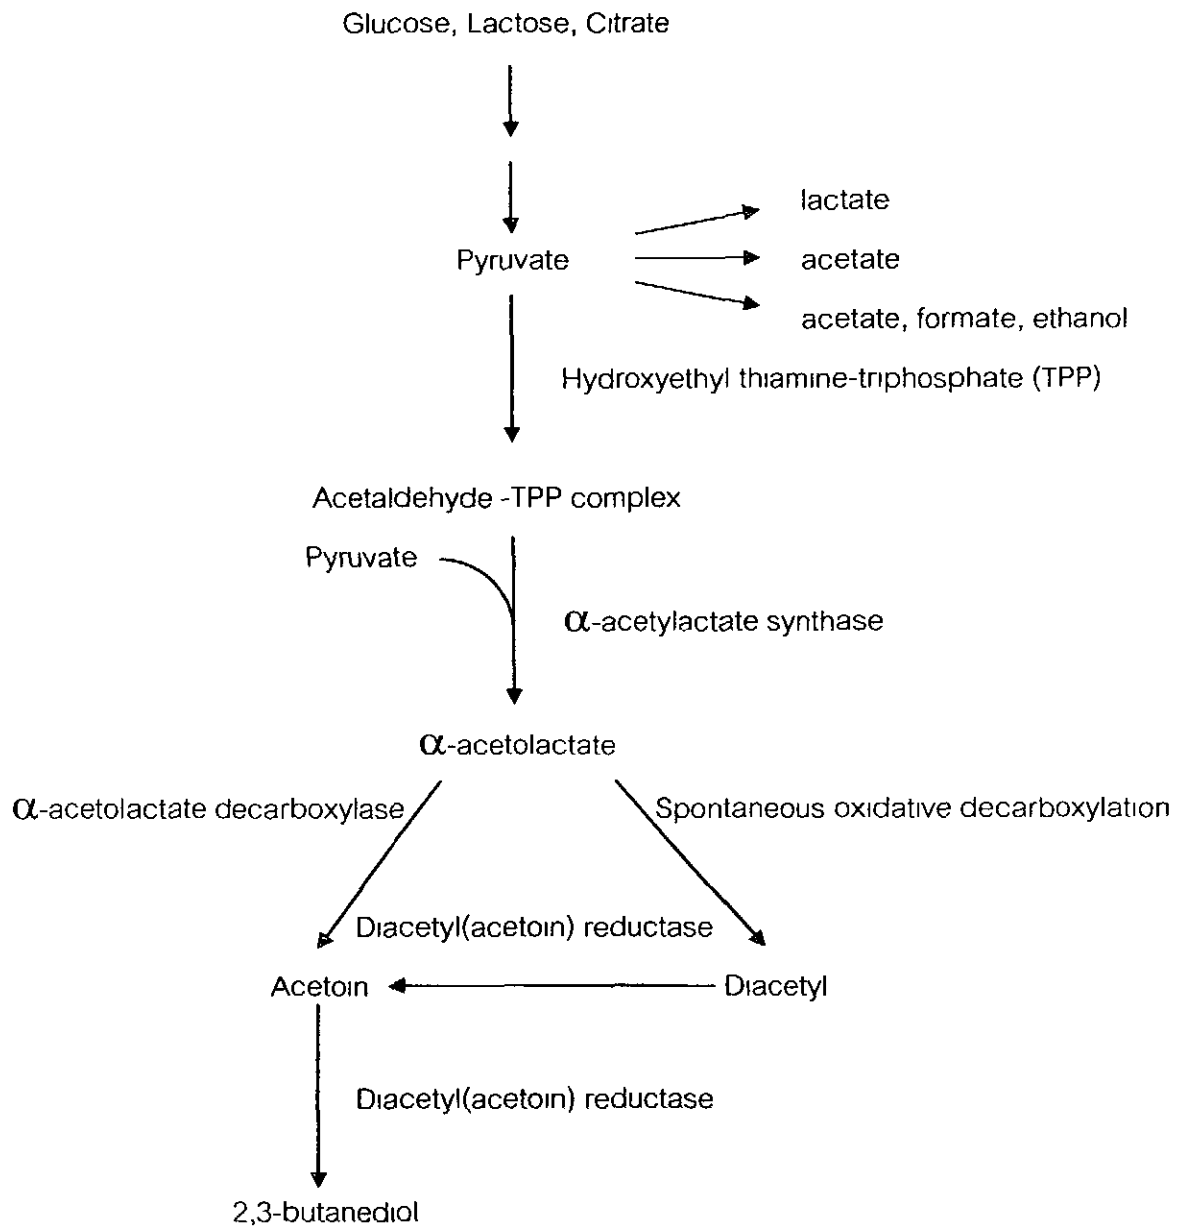 Glucose, Lactose, Citrate
lactate
Pyruvate
acetate
acetate, formate, ethanol
Hydroxyethyl thiamine-triphosphate (TPP)
Acetaldehyde -TPP complex
Pyruvate
α-acetylactate synthase
α-acetolactate
α-acetolactate decarboxylase
Spontaneous oxidative decarboxylation
Diacetyl(acetoin) reductase
Acetoin
Diacetyl
Diacetyl(acetoin) reductase
2,3-butanediol